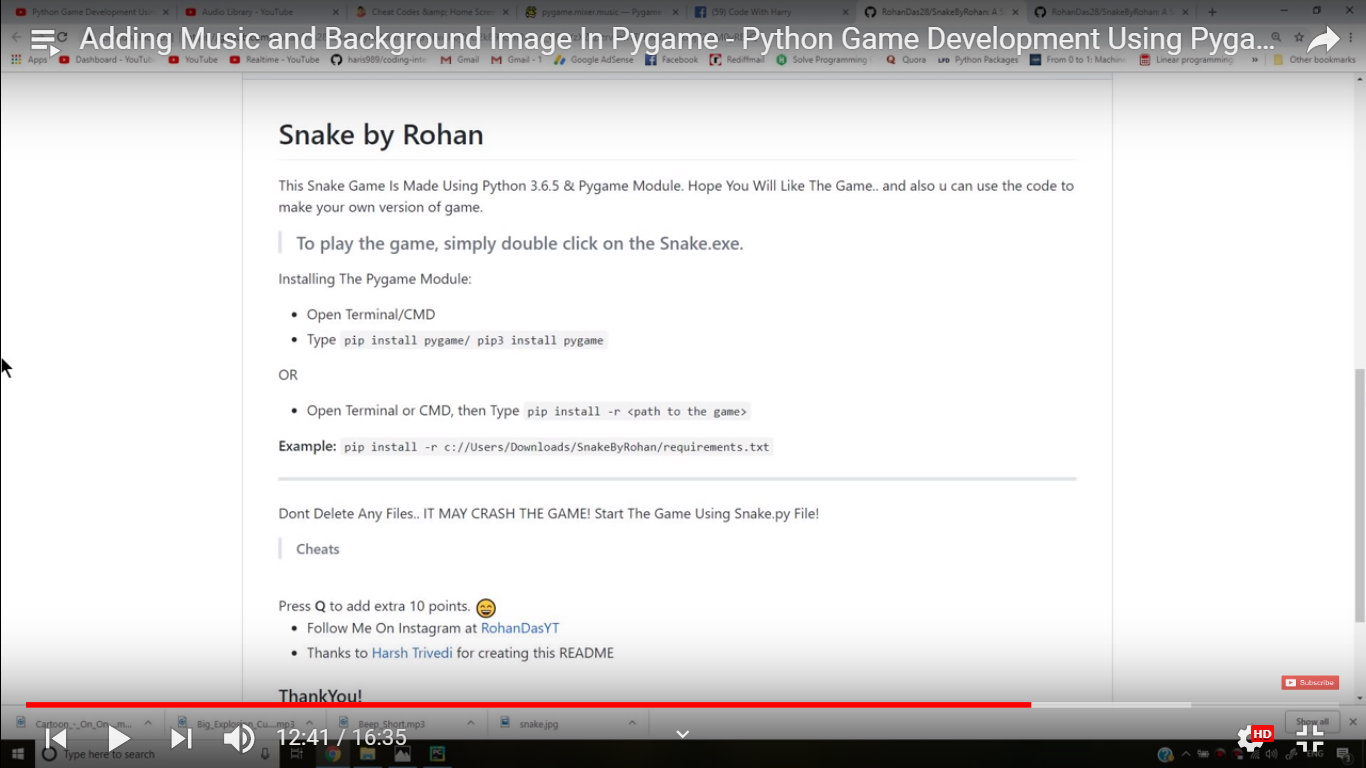 Python Game Development Usin
Audio Library - YouTube
Cheat Codes &amp; Home Scree
pygame.mixer.music — Pygame
(59) Code With Harry
RohanDas28/SnakeByRohan: A S
RohanDas28/SnakeByRohan: A S
Adding Music and Background Image In Pygame - Python Game Development Using Pyga...
Apps
Dashboard - YouTub
YouTube
Realtime - YouTube
haris989/coding-inte
Gmail
Gmail - 1
Google AdSense
Facebook
Rediffmail
Solve Programming
Quora
Python Packages
From 0 to 1: Machin
Linear programming
Other bookmarks
Snake by Rohan
This Snake Game Is Made Using Python 3.6.5 & Pygame Module. Hope You Will Like The Game.. and also u can use the code to
make your own version of game.
To play the game, simply double click on the Snake.exe.
Installing The Pygame Module:
Open Terminal/CMD
Type pip install pygame/ pip3 install pygame
OR
Open Terminal or CMD, then Type pip install -r <path to the game>
Example: pip install -r c://Users/Downloads/SnakeByRohan/requirements.txt
Dont Delete Any Files.. IT MAY CRASH THE GAME! Start The Game Using Snake.py File!
Cheats
Press Q to add extra 10 points. 😄
Follow Me On Instagram at RohanDasYT
Thanks to Harsh Trivedi for creating this README
Subscribe
ThankYou!
Cartoon_-_On_On_-_m....mp3
Big_Explosion_Cu....mp3
Beep_Short.mp3
snake.jpg
Show all
12:41 / 16:35
HD
Type here to search
ENG